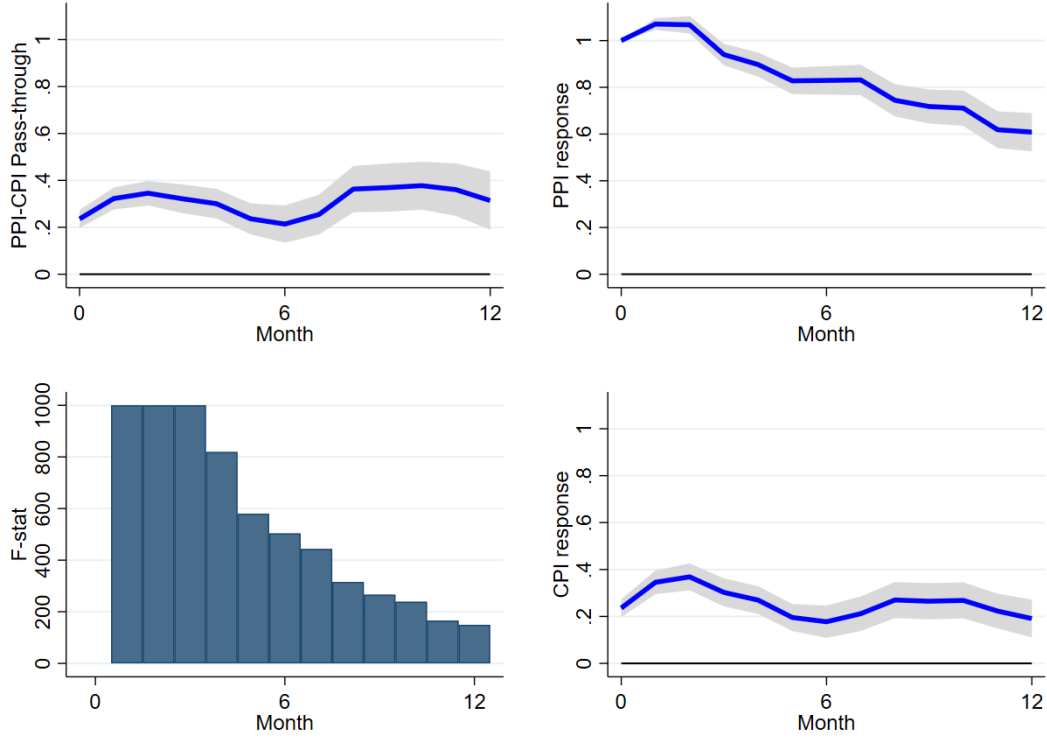 PPI-CPI Pass-through
1
.8
.6
.4
.2
0
0 6 12
Month
PPI response
1
.8
.6
.4
.2
0
0 6 12
Month
F-stat
1000
800
600
400
200
0
0 6 12
Month
CPI response
1
.8
.6
.4
.2
0
0 6 12
Month